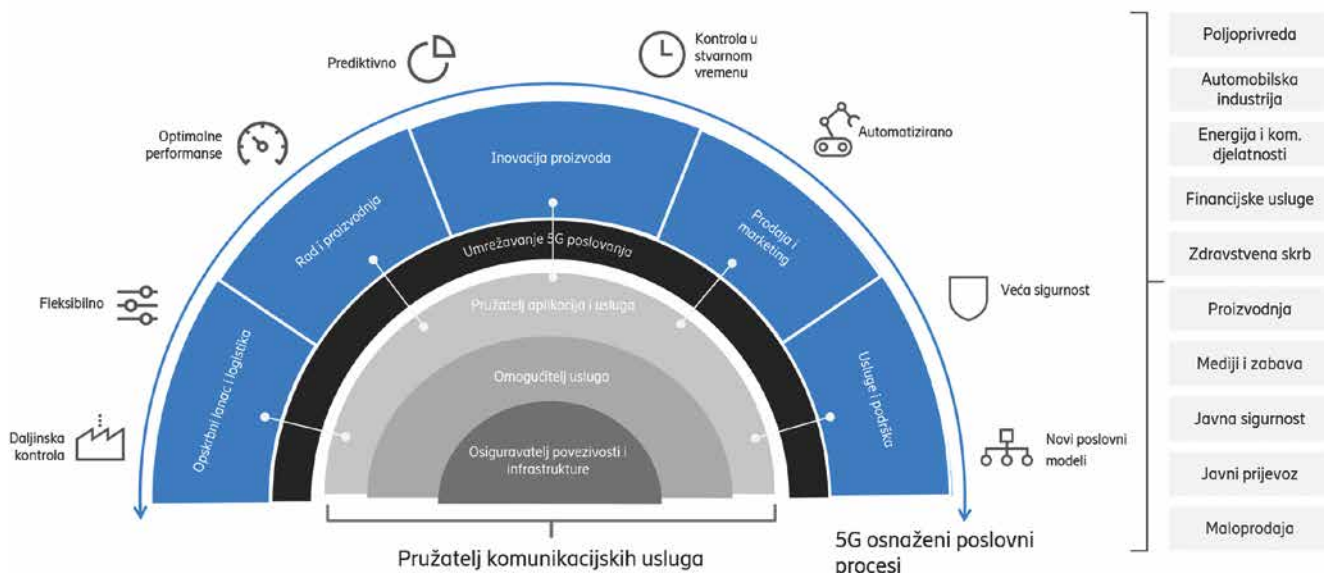 Prediktivno
Kontrola u
stvarnom
vremenu
Optimalne
performanse
Automatizirano
Fleksibilno
Veća sigurnost
Daljinska
kontrola
Novi poslovni
modeli
Opskrbni lanac i logistika
Rad i proizvodnja
Inovacija proizvoda
Prodaja i
marketing
Usluge i podrška
Umrežavanje 5G poslovanja
Pružatelj aplikacija i usluga
Omogućitelj usluga
Osiguravatelj povezivosti i
infrastrukture
Pružatelj komunikacijskih usluga
5G osnaženi poslovni
procesi
Poljoprivreda
Automobilska
industrija
Energija i kom.
djelatnosti
Financijske usluge
Zdravstvena skrb
Proizvodnja
Mediji i zabava
Javna sigurnost
Javni prijevoz
Maloprodaja